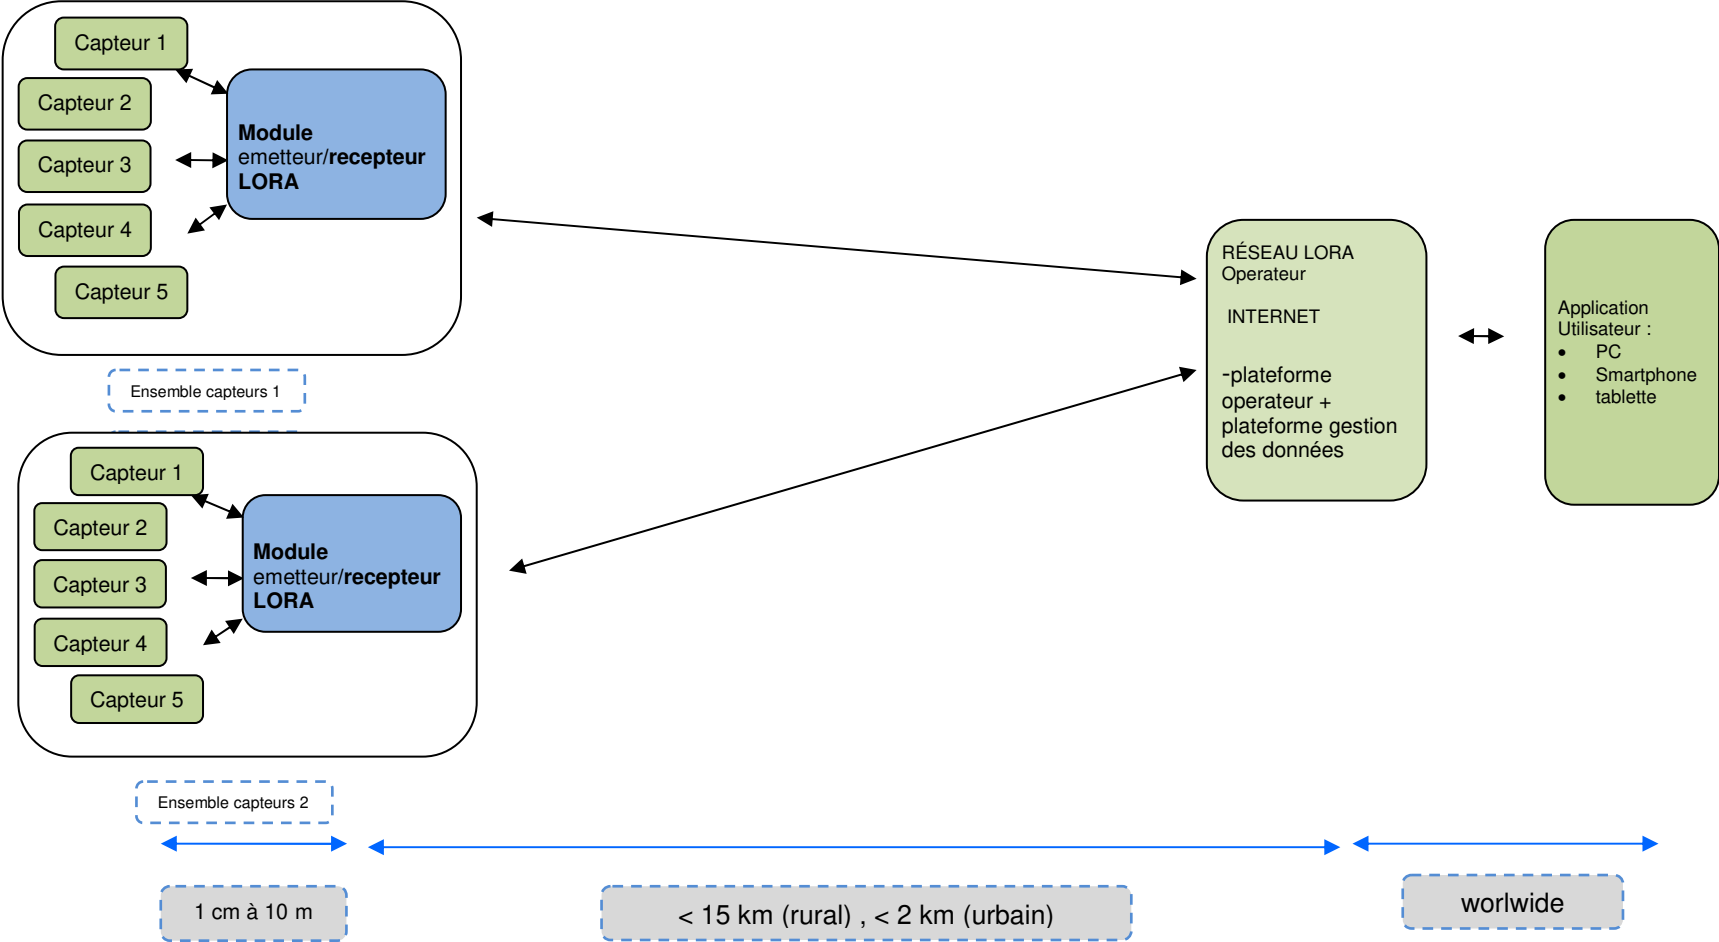 Capteur 1
Capteur 2
Capteur 3
Capteur 4
Capteur 5
Module
emetteur/recepteur
LORA
Ensemble capteurs 1
Capteur 1
Capteur 2
Capteur 3
Capteur 4
Capteur 5
Module
emetteur/recepteur
LORA
Ensemble capteurs 2
RÉSEAU LORA
Operateur
INTERNET
-plateforme
operateur +
plateforme gestion
des données
Application
Utilisateur :
• PC
• Smartphone
• tablette
1 cm à 10 m
< 15 km (rural) , < 2 km (urbain)
worlwide